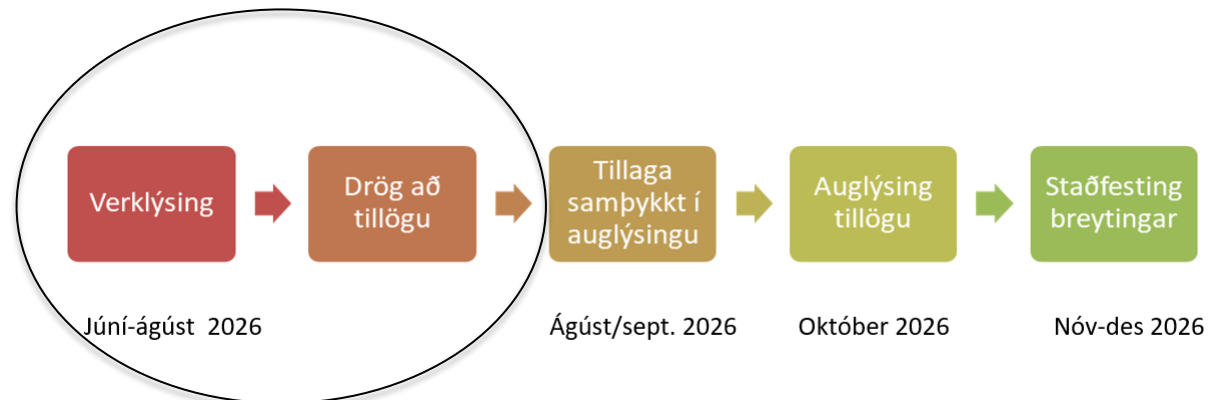 Verklýsing
Drög að
tillögu
Tillaga
samþykkt í
auglýsingu
Auglýsing
tillögu
Staðfesting
breytingar
Júní-ágúst  2026
Ágúst/sept. 2026
Október 2026
Nóv-des 2026